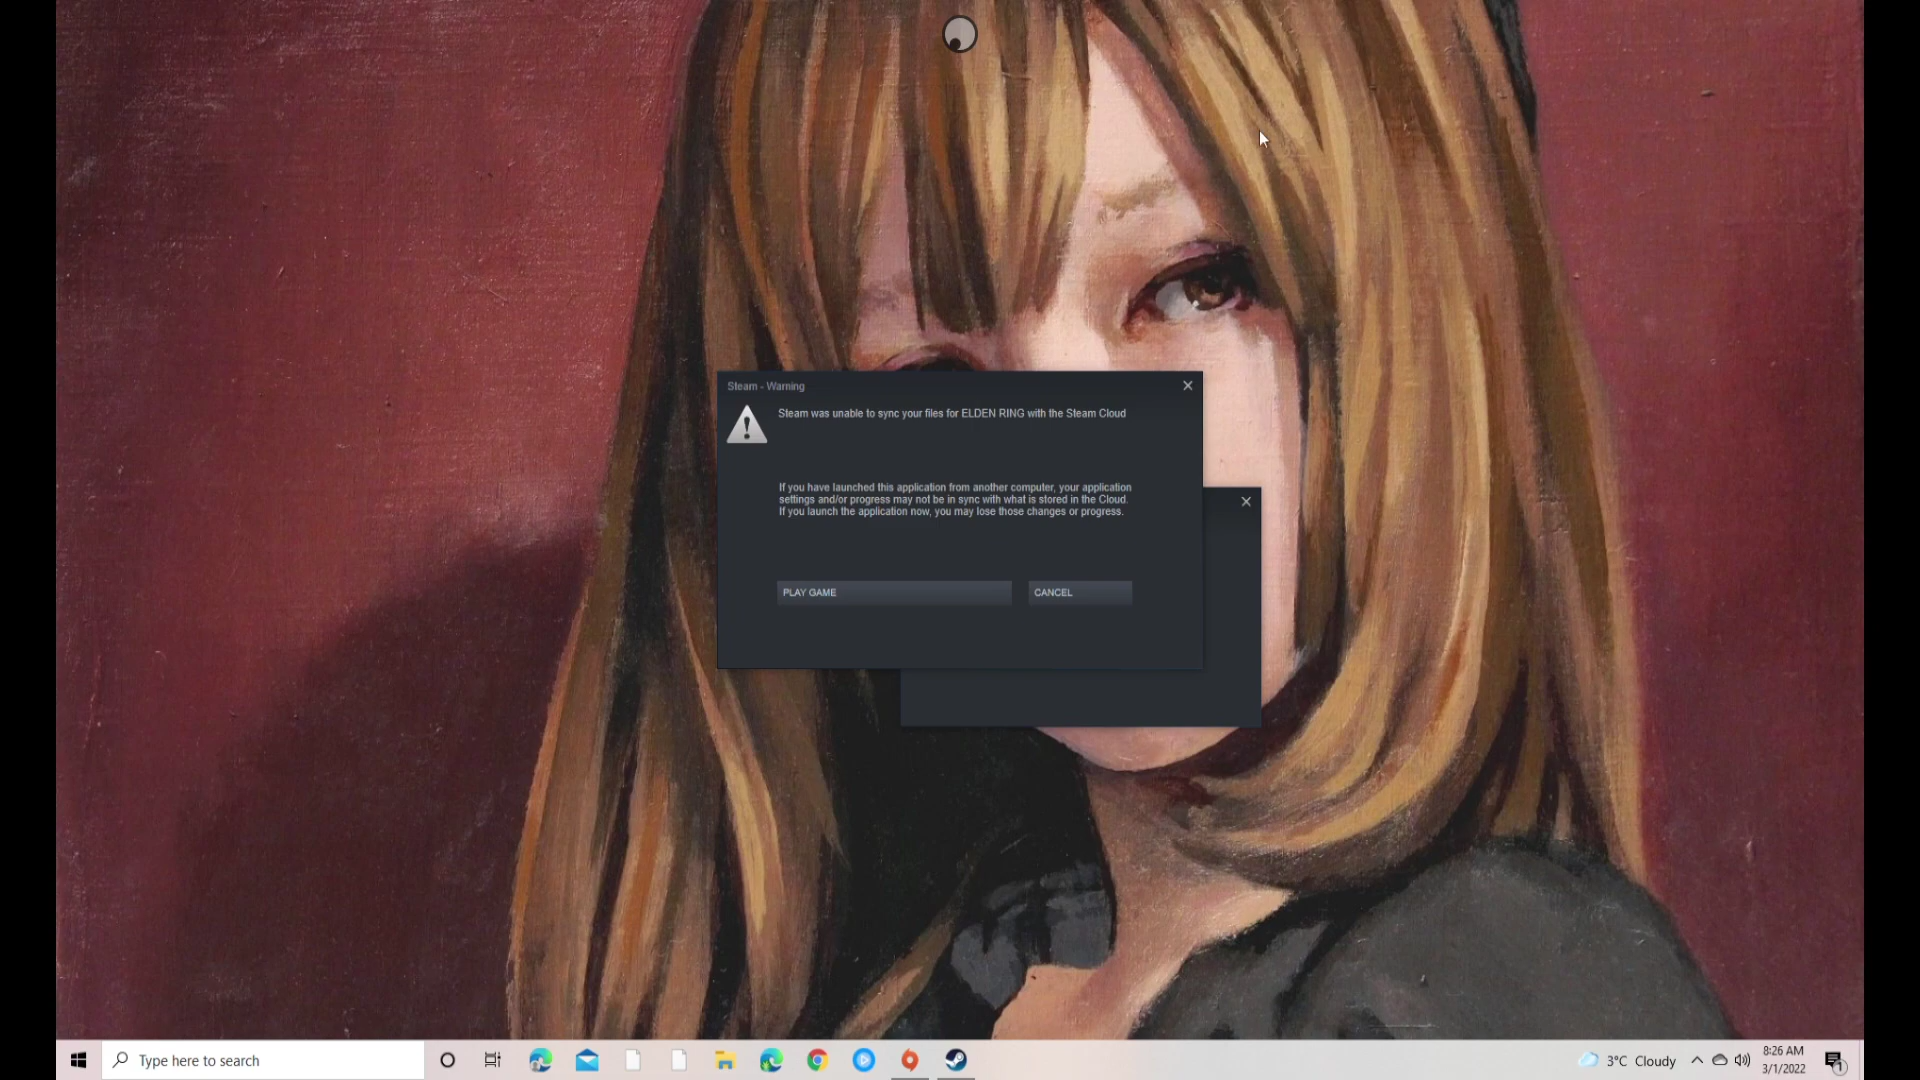 Steam - Warning
Steam was unable to sync your files for ELDEN RING with the Steam Cloud
If you have launched this application from another computer, your application
settings and/or progress may not be in sync with what is stored in the Cloud.
If you launch the application now, you may lose those changes or progress.
PLAY GAME
CANCEL
Type here to search
3°C Cloudy
8:26 AM
3/1/2022
1